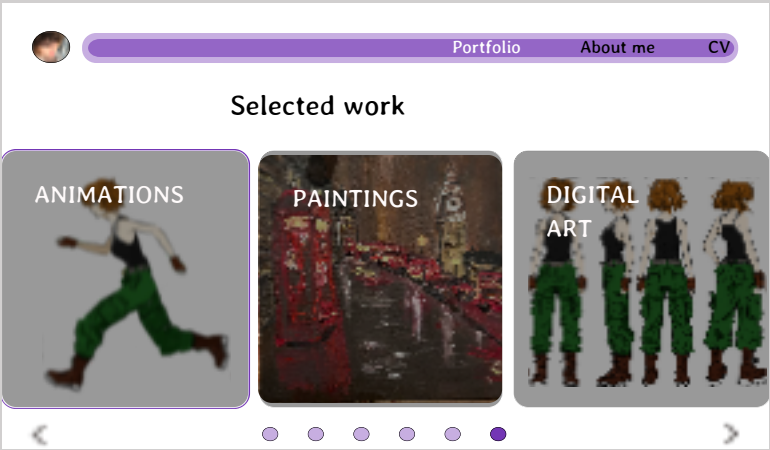 Portfolio
About me
CV
Selected work
ANIMATIONS
PAINTINGS
DIGITAL
ART